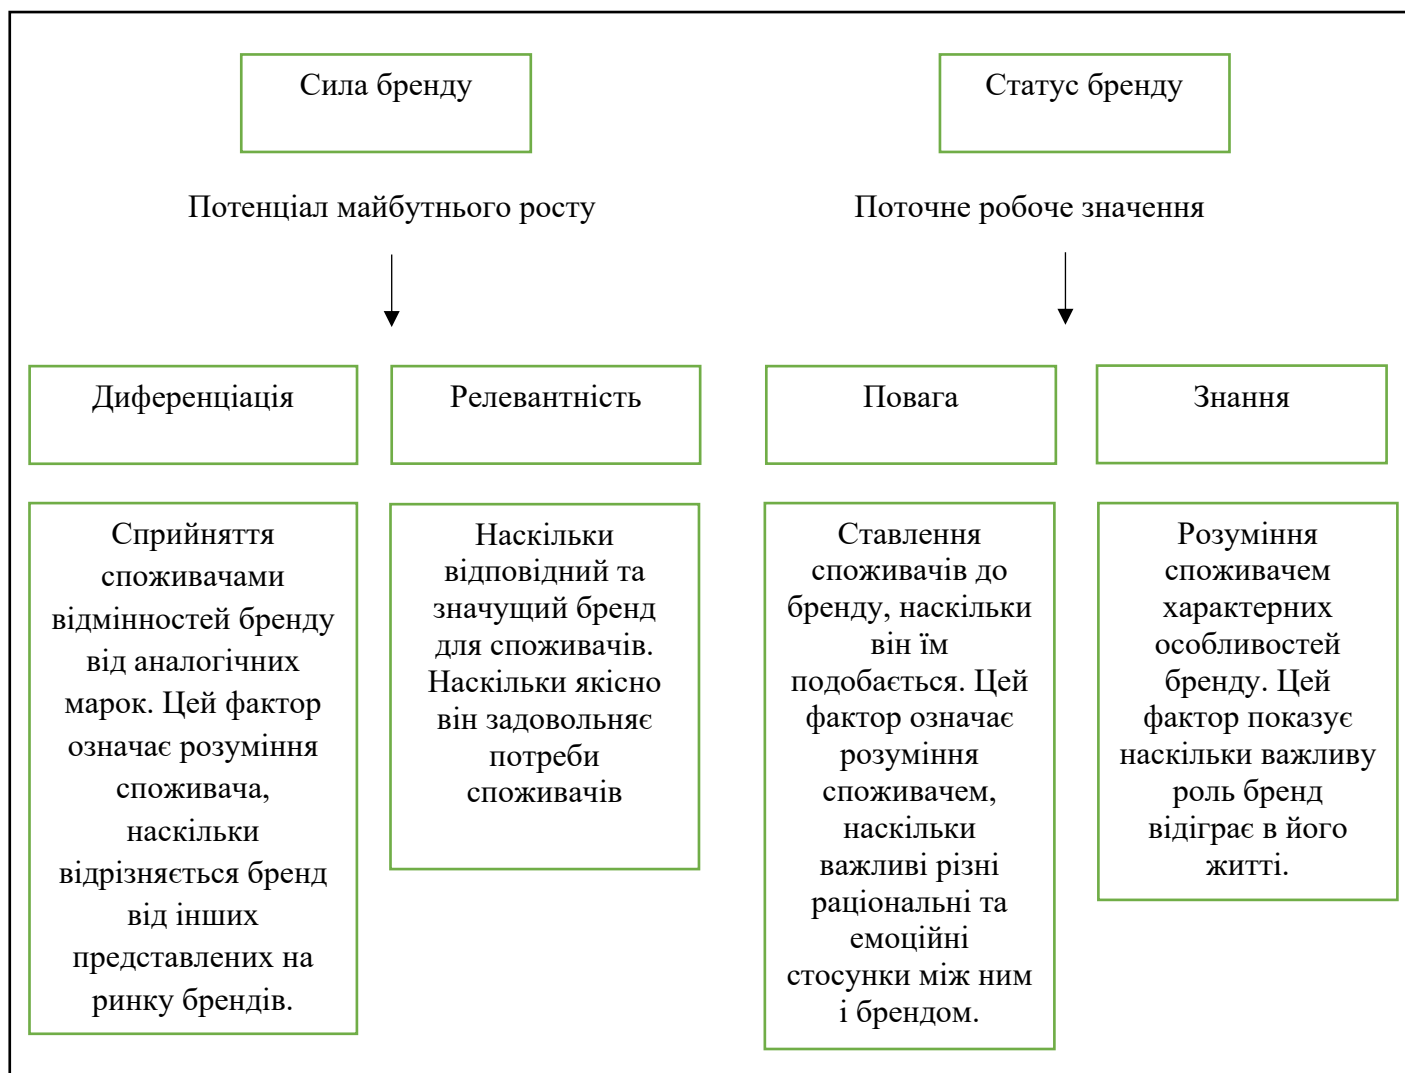 Сила бренду
Статус бренду
Потенціал майбутнього росту
Поточне робоче значення
Диференціація
Релевантність
Повага
Знання
Сприйняття
споживачами
відмінностей бренду
від аналогічних
марок. Цей фактор
означає розуміння
споживача,
наскільки
відрізняється бренд
від інших
представлених на
ринку брендів.
Наскільки
відповідний та
значущий бренд
для споживачів.
Наскільки якісно
він задовольняє
потреби
споживачів
Ставлення
споживачів до
бренду, наскільки
він їм
подобається. Цей
фактор означає
розуміння
споживачем,
наскільки
важливі різні
раціональні та
емоційні
стосунки між ним
і брендом.
Розуміння
споживачем
характерних
особливостей
бренду. Цей
фактор показує
наскільки важливу
роль бренд
відіграє в його
житті.